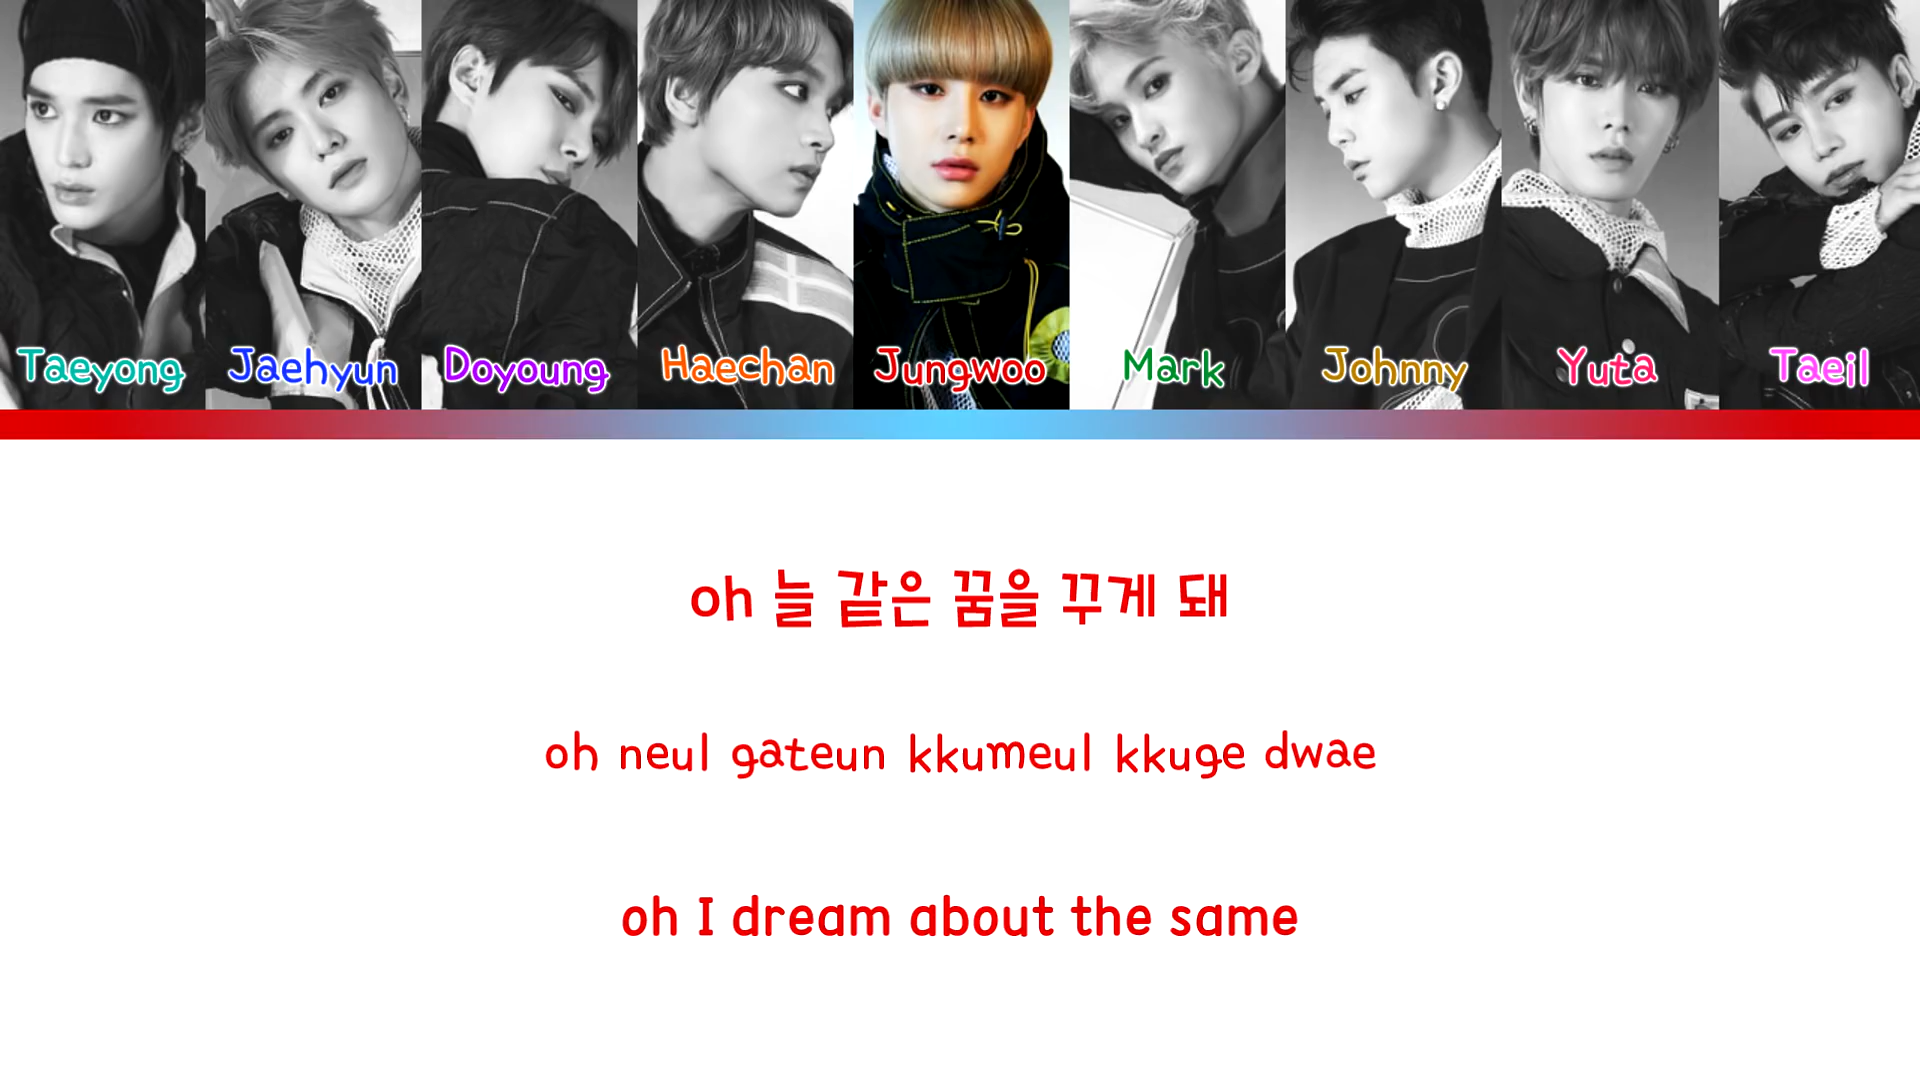 Taeyong Jaehyun Doyoung Haechan Jungwoo Mark Johnny Yuta Taeil
oh 늘 같은 꿈을 꾸게 돼
oh neul gateun kkumeul kkuge dwae
oh I dream about the same